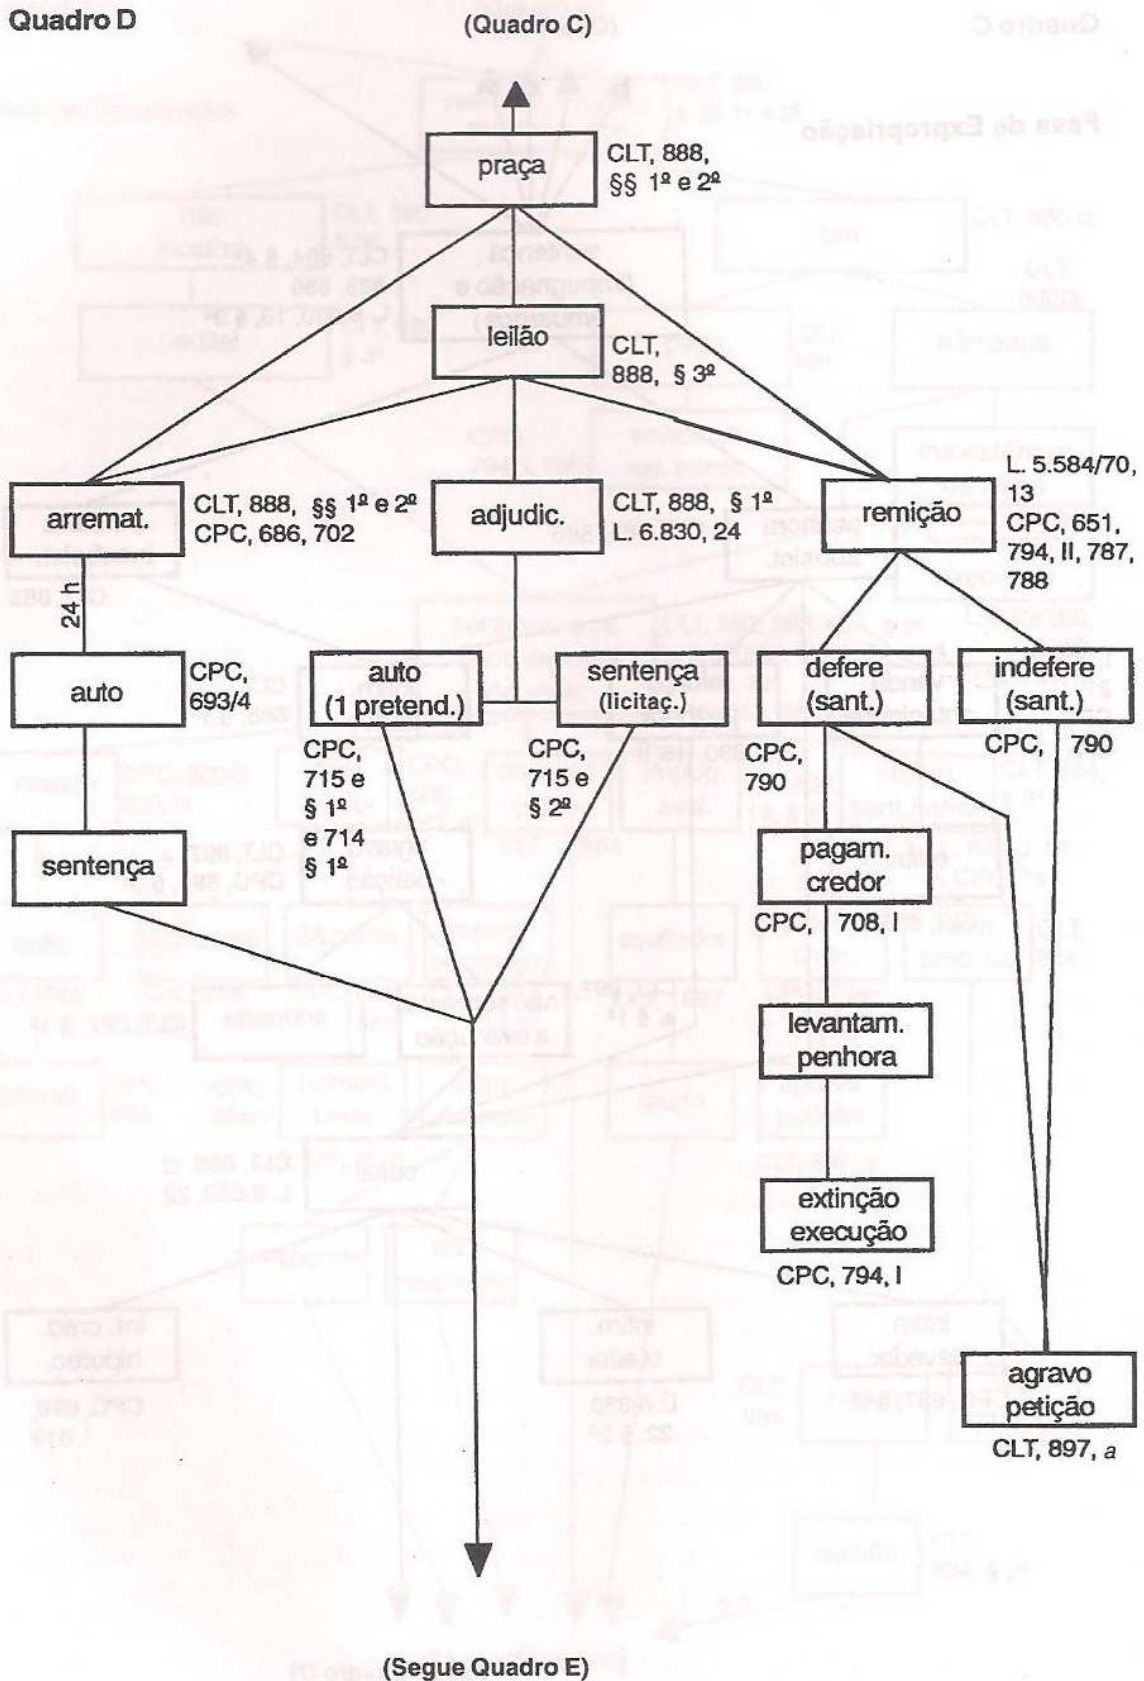 Quadro D
(Quadro C)
praça
CLT, 888,
§§ 1º e 2º
leilão
CLT,
888, § 3º
arremat.
CLT, 888, §§ 1º e 2º
CPC, 686, 702
adjudic.
CLT, 888, § 1º
L. 6.830, 24
remição
L. 5.584/70,
13
CPC, 651,
794, II, 787,
788
24 h
auto
CPC,
693/4
auto
(1 pretend.)
CPC,
715 e
§ 1º
e 714
§ 1º
sentença
(licitaç.)
CPC,
715 e
§ 2º
defere
(sant.)
CPC,
790
indefere
(sant.)
CPC, 790
sentença
pagam.
credor
CPC, 708, I
levantam.
penhora
extinção
execução
CPC, 794, I
agravo
petição
CLT, 897, a
(Segue Quadro E)